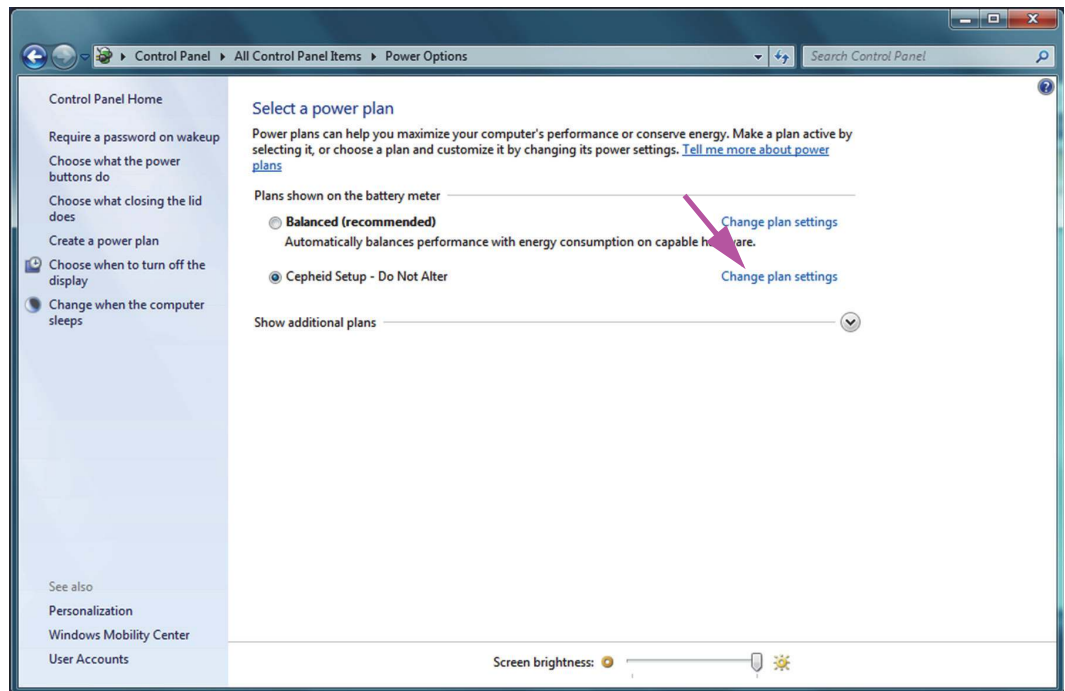 Control Panel
All Control Panel Items
Power Options
Search Control Panel
Control Panel Home
Require a password on wakeup
Choose what the power
buttons do
Choose what closing the lid
does
Create a power plan
Choose when to turn off the
display
Change when the computer
sleeps
See also
Personalization
Windows Mobility Center
User Accounts
Select a power plan
Power plans can help you maximize your computer's performance or conserve energy. Make a plan active by
selecting it, or choose a plan and customize it by changing its power settings. Tell me more about power
plans
Plans shown on the battery meter
Balanced (recommended)
Change plan settings
Automatically balances performance with energy consumption on capable
Cepheid Setup - Do Not Alter
Change plan settings
Show additional plans
Screen brightness: